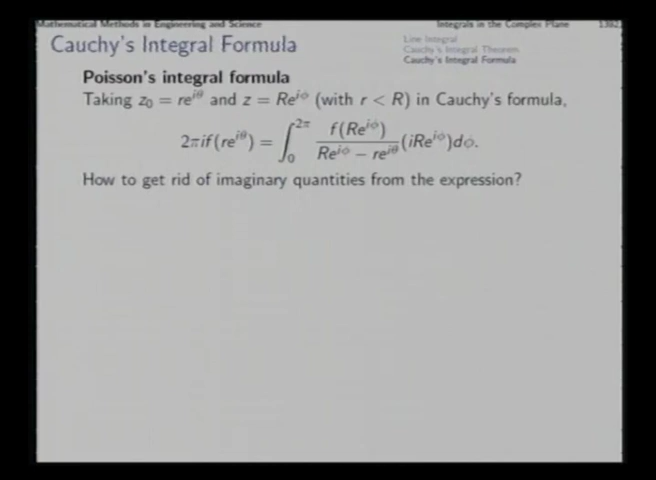 Mathematical Methods in Engineering and Science
Integrals in the Complex Plane
Cauchy's Integral Formula
Line Integral
Cauchy's Integral Theorem
Cauchy's Integral Formula
Poisson's integral formula
Taking z₀ = re^{iθ} and z = Re^{iϕ} (with r < R) in Cauchy's formula,
2πif(re^{iθ}) = ∫₀^{2π} f(Re^{iϕ}) / (Re^{iϕ} − re^{iθ}) (iRe^{iϕ})dϕ.
How to get rid of imaginary quantities from the expression?